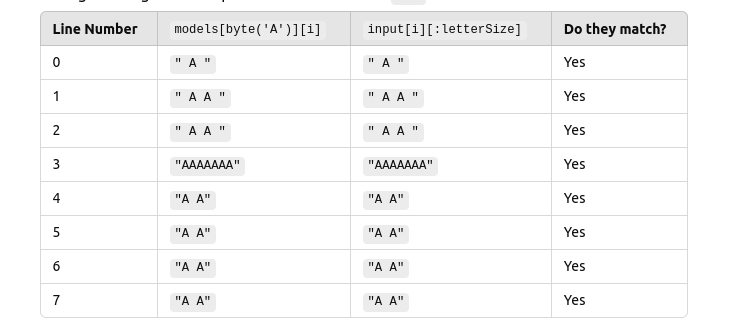 Line Number models[byte('A')][i] input[i][:letterSize] Do they match?
0 " A " " A " Yes
1 " A A " " A A " Yes
2 " A A " " A A " Yes
3 "AAAAAAA" "AAAAAAA" Yes
4 "A A" "A A" Yes
5 "A A" "A A" Yes
6 "A A" "A A" Yes
7 "A A" "A A" Yes